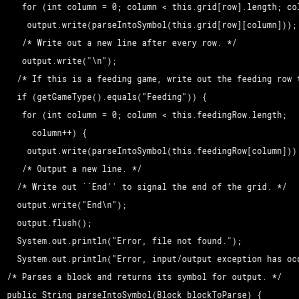 for (int column = 0; column < this.grid[row].length; col
output.write(parseIntoSymbol(this.grid[row][column]));
/* Write out a new line after every row. */
output.write("\n");
/* If this is a feeding game, write out the feeding row t
if (getGameType().equals("Feeding")) {
for (int column = 0; column < this.feedingRow.length;
column++) {
output.write(parseIntoSymbol(this.feedingRow[column]))
/* Output a new line. */
/* Write out ``End'' to signal the end of the grid. */
output.write("End\n");
output.flush();
System.out.println("Error, file not found.");
System.out.println("Error, input/output exception has occ
/* Parses a block and returns its symbol for output. */
public String parseIntoSymbol(Block blockToParse) {